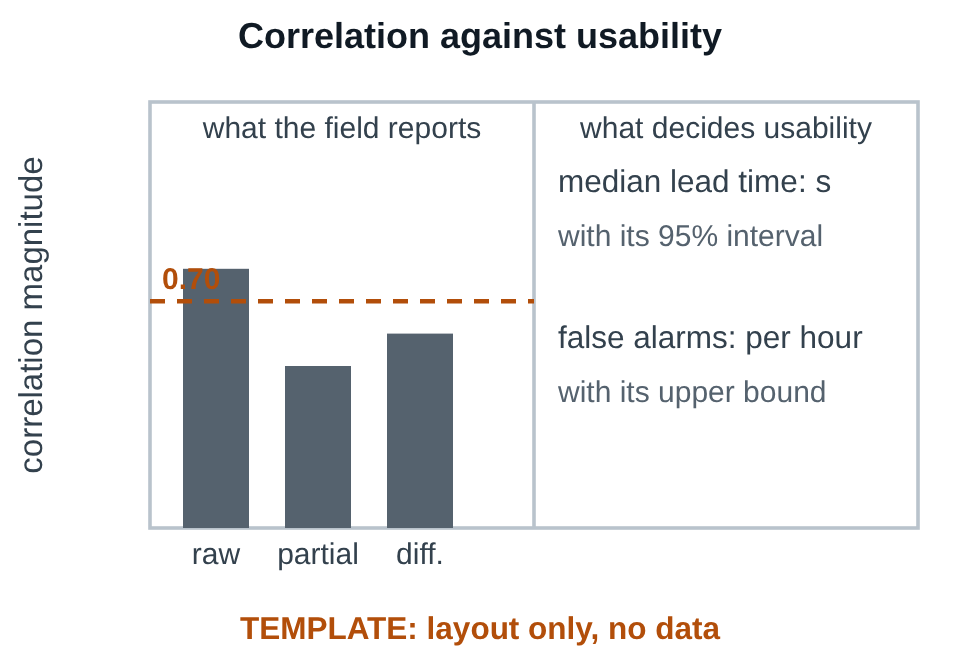 Correlation against usability
correlation magnitude
what the field reports
0.70
raw
partial
diff.
what decides usability
median lead time: s
with its 95% interval
false alarms: per hour
with its upper bound
TEMPLATE: layout only, no data